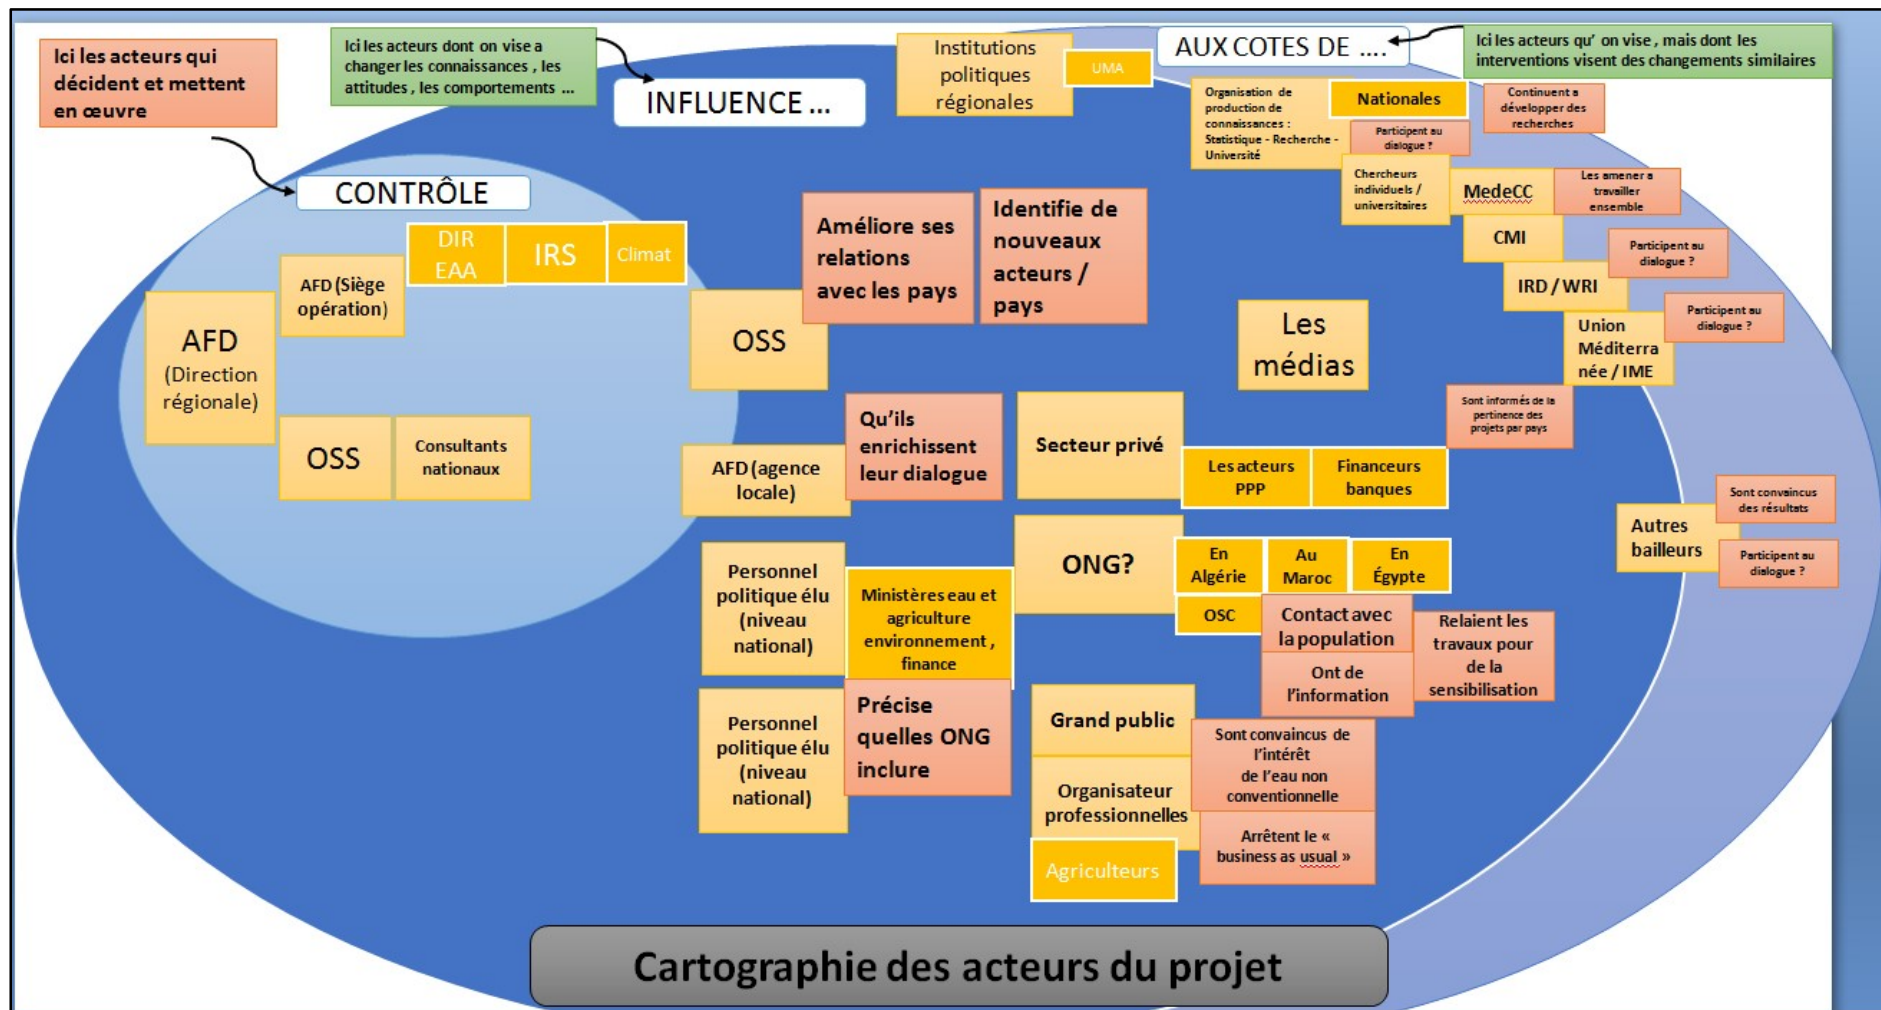 Ici les acteurs qui
décident et mettent
en œuvre
Ici les acteurs dont on vise a
changer les connaissances , les
attitudes , les comportements ...
INFLUENCE ...
Institutions
politiques
régionales
UMA
AUX COTES DE ....
Ici les acteurs qu' on vise , mais dont les
interventions visent des changements similaires
Organisation de
production de
connaissances :
Statistique - Recherche -
Université
Nationales
Continuent a
développer des
recherches
Participent au
dialogue ?
Chercheurs
individuels /
universitaires
MedeCC
Les amener a
travailler
ensemble
CMI
Participent au
dialogue ?
IRD / WRI
Participent au
dialogue ?
Union
Méditerra
née / IME
CONTRÔLE
DIR
EAA
IRS
Climat
AFD (Siège
opération)
AFD
(Direction
régionale)
OSS
Consultants
nationaux
OSS
Améliore ses
relations
avec les pays
Identifie de
nouveaux
acteurs /
pays
Les
médias
AFD (agence
locale)
Qu'ils
enrichissent
leur dialogue
Secteur privé
Les acteurs
PPP
Financeurs
banques
Sont informés de la
pertinence des
projets par pays
Autres
bailleurs
Sont convaincus
des résultats
Participent au
dialogue ?
Personnel
politique élu
(niveau
national)
Ministères eau et
agriculture
environnement ,
finance
ONG?
En
Algérie
Au
Maroc
En
Égypte
OSC
Contact avec
la population
Ont de
l'information
Relaient les
travaux pour
de la
sensibilisation
Personnel
politique élu
(niveau
national)
Précise
quelles ONG
inclure
Grand public
Organisateur
professionnelles
Agriculteurs
Sont convaincus de
l'intérêt
de l'eau non
conventionnelle
Arrêtent le «
business as usual »
Cartographie des acteurs du projet